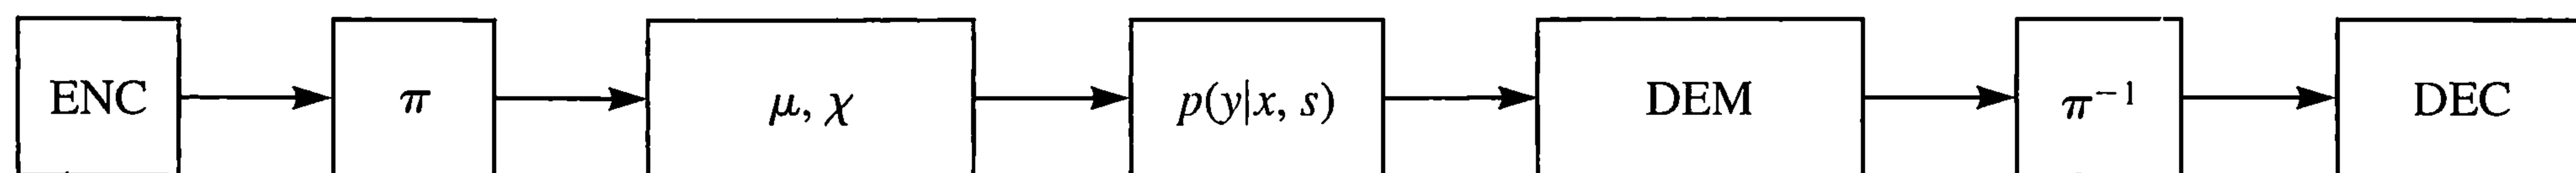 ENC π μ, χ p(y|x, s) DEM π⁻¹ DEC